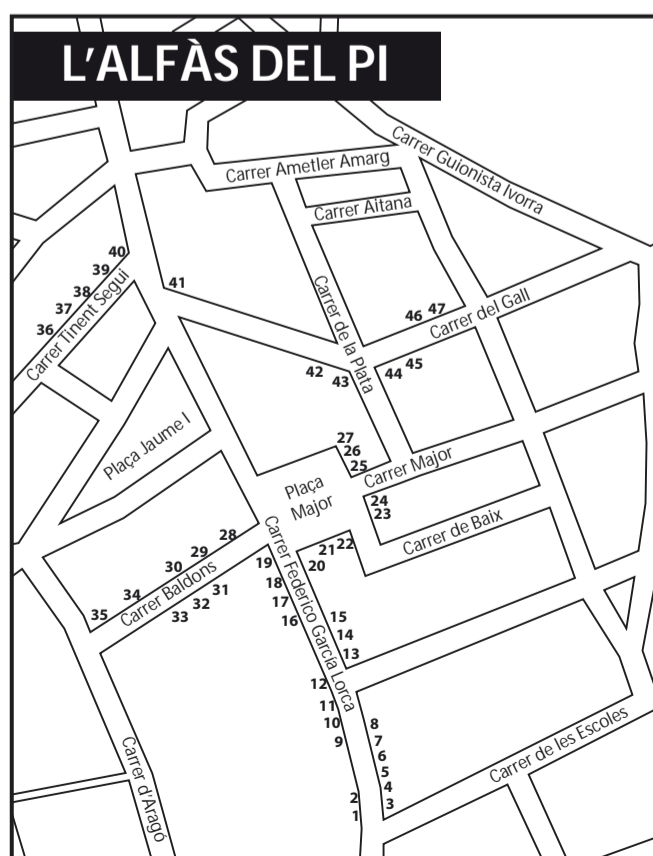 L'ALFÀS DEL PI
Carrer Guionista Ivorra
Carrer Ametler Amarg
Carrer Aitana
40
39
38
37
36
Carrer Tinent Segui
41
Carrer de la Plata
46 47
Carrer del Gall
42
43
44
45
Plaça Jaume I
27
26
25
Carrer Major
Plaça
Major
24
23
Carrer de Baix
28
29
30
34
35
Carrer Baldons
31
32
33
22
21
20
19
18
17
16
Carrer Federico García Lorca
15
14
13
12
11
10
9
8
7
6
5
4
3
2
1
Carrer de les Escoles
Carrer d'Aragó